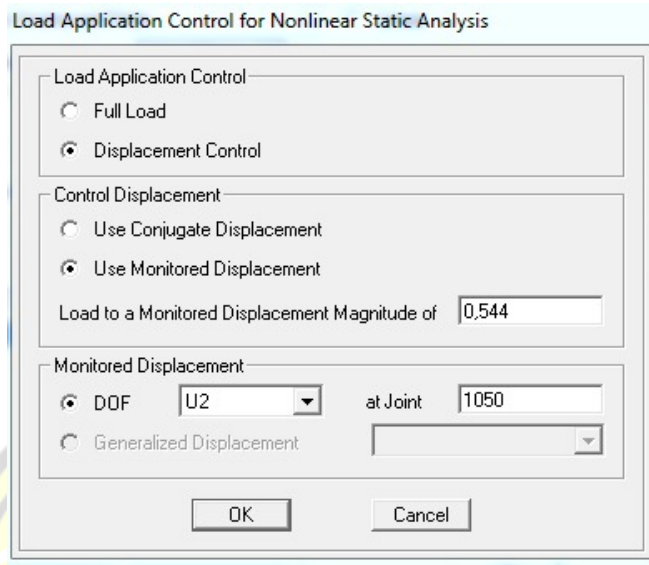 Load Application Control for Nonlinear Static Analysis
Load Application Control
Full Load
Displacement Control
Control Displacement
Use Conjugate Displacement
Use Monitored Displacement
Load to a Monitored Displacement Magnitude of 0,544
Monitored Displacement
DOF U2 at Joint 1050
Generalized Displacement
OK Cancel